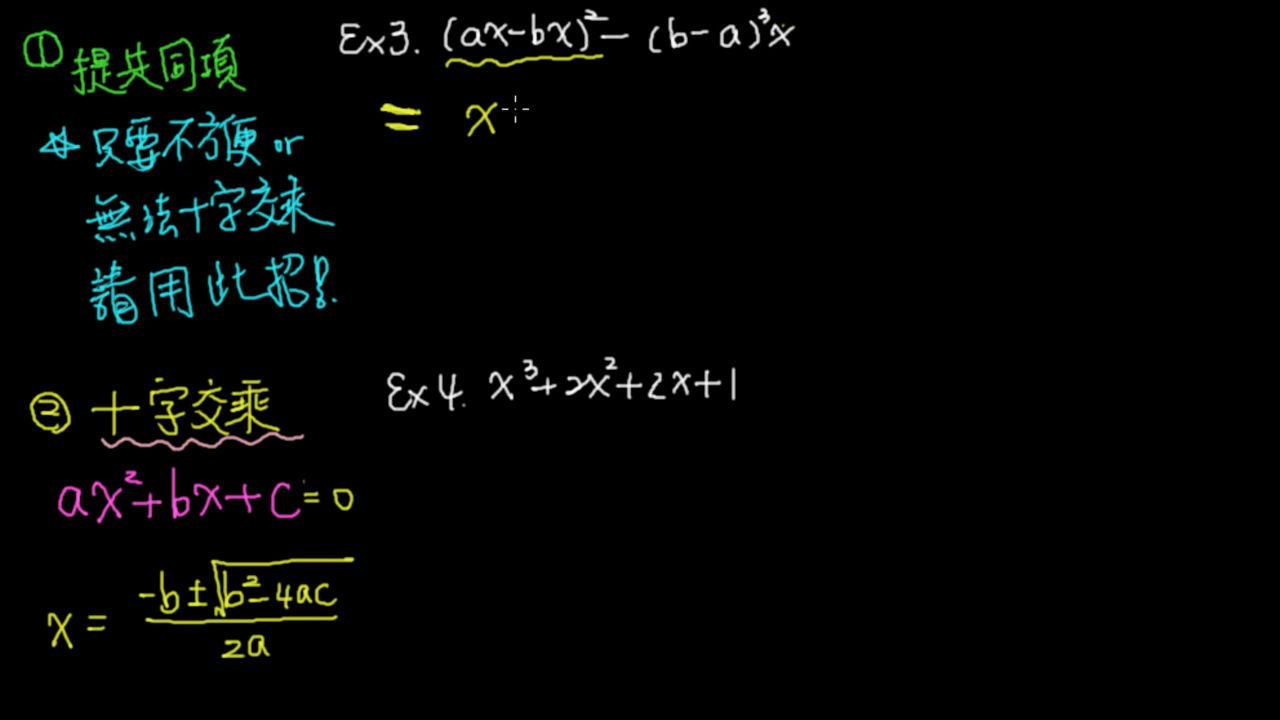 ① 提共同項
☆ 只要不方便 or
無法十字交乘
請用此招!
② 十字交乘
ax²+bx+c=0
x = (-b±√(b²-4ac))/(2a)
Ex3. (ax-bx)²-(b-a)³x
= x
Ex4. x³+2x²+2x+1